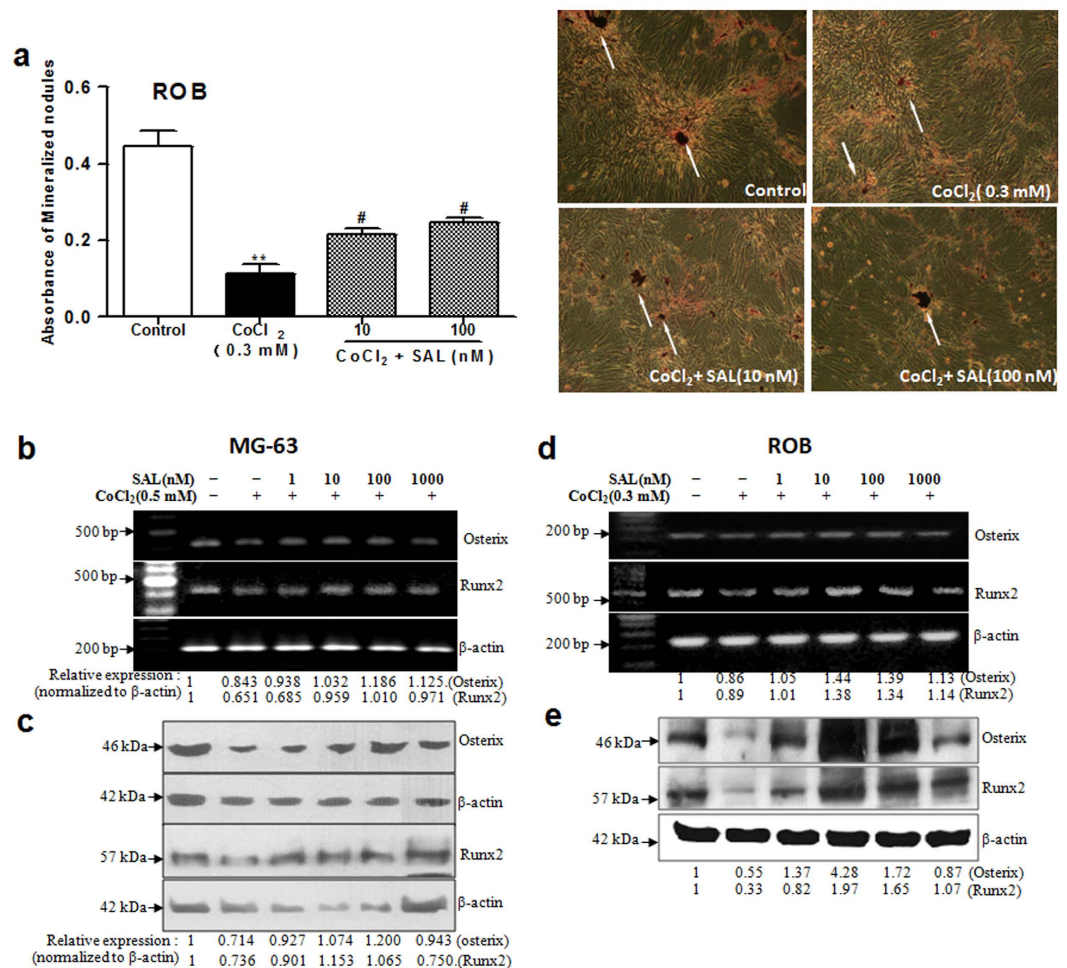 a
ROB
Absorbance of Mineralized nodules
0.6
0.4
0.2
0.0
**
#
#
Control
CoCl 2
( 0.3 mM)
10
100
CoCl2 + SAL (nM)
Control
CoCl2( 0.3 mM)
CoCl2+ SAL(10 nM)
CoCl2+ SAL(100 nM)
b
MG-63
SAL(nM) – – 1 10 100 1000
CoCl2(0.5 mM) – + + + + +
500 bp
Osterix
500 bp
Runx2
200 bp
β-actin
Relative expression : 1 0.843 0.938 1.032 1.186 1.125.(Osterix)
(normalized to β-actin) 1 0.651 0.685 0.959 1.010 0.971 (Runx2)
c
46 kDa
Osterix
42 kDa
β-actin
57 kDa
Runx2
42 kDa
β-actin
Relative expression : 1 0.714 0.927 1.074 1.200 0.943 (osterix)
(normalized to β-actin) 1 0.736 0.901 1.153 1.065 0.750.(Runx2)
d
ROB
SAL(nM) – – 1 10 100 1000
CoCl2(0.3 mM) – + + + + +
200 bp
Osterix
500 bp
Runx2
200 bp
β-actin
1 0.86 1.05 1.44 1.39 1.13 (Osterix)
1 0.89 1.01 1.38 1.34 1.14 (Runx2)
e
46 kDa
Osterix
57 kDa
Runx2
42 kDa
β-actin
1 0.55 1.37 4.28 1.72 0.87 (Osterix)
1 0.33 0.82 1.97 1.65 1.07 (Runx2)